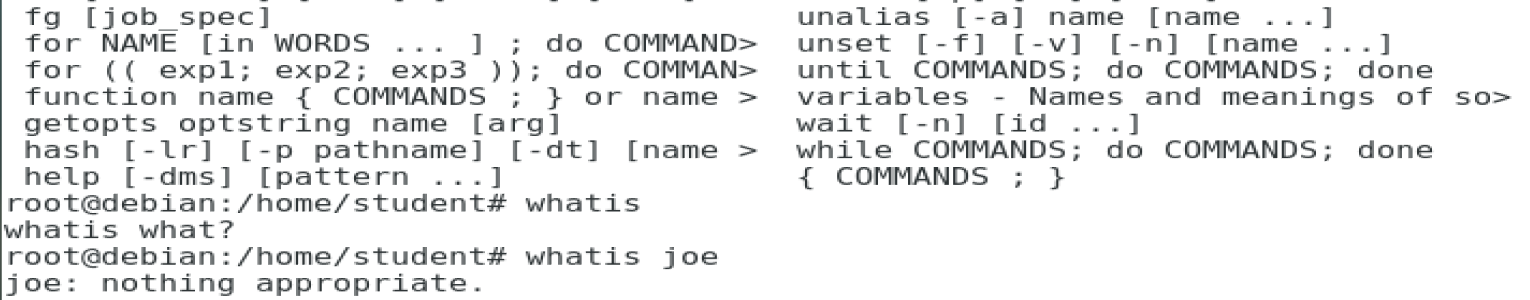 fg [job_spec]                            unalias [-a] name [name ...]
for NAME [in WORDS ... ] ; do COMMAND>  unset [-f] [-v] [-n] [name ...]
for (( exp1; exp2; exp3 )); do COMMAN>  until COMMANDS; do COMMANDS; done
function name { COMMANDS ; } or name >  variables - Names and meanings of so>
getopts optstring name [arg]            wait [-n] [id ...]
hash [-lr] [-p pathname] [-dt] [name >  while COMMANDS; do COMMANDS; done
help [-dms] [pattern ...]               { COMMANDS ; }
root@debian:/home/student# whatis
whatis what?
root@debian:/home/student# whatis joe
joe: nothing appropriate.